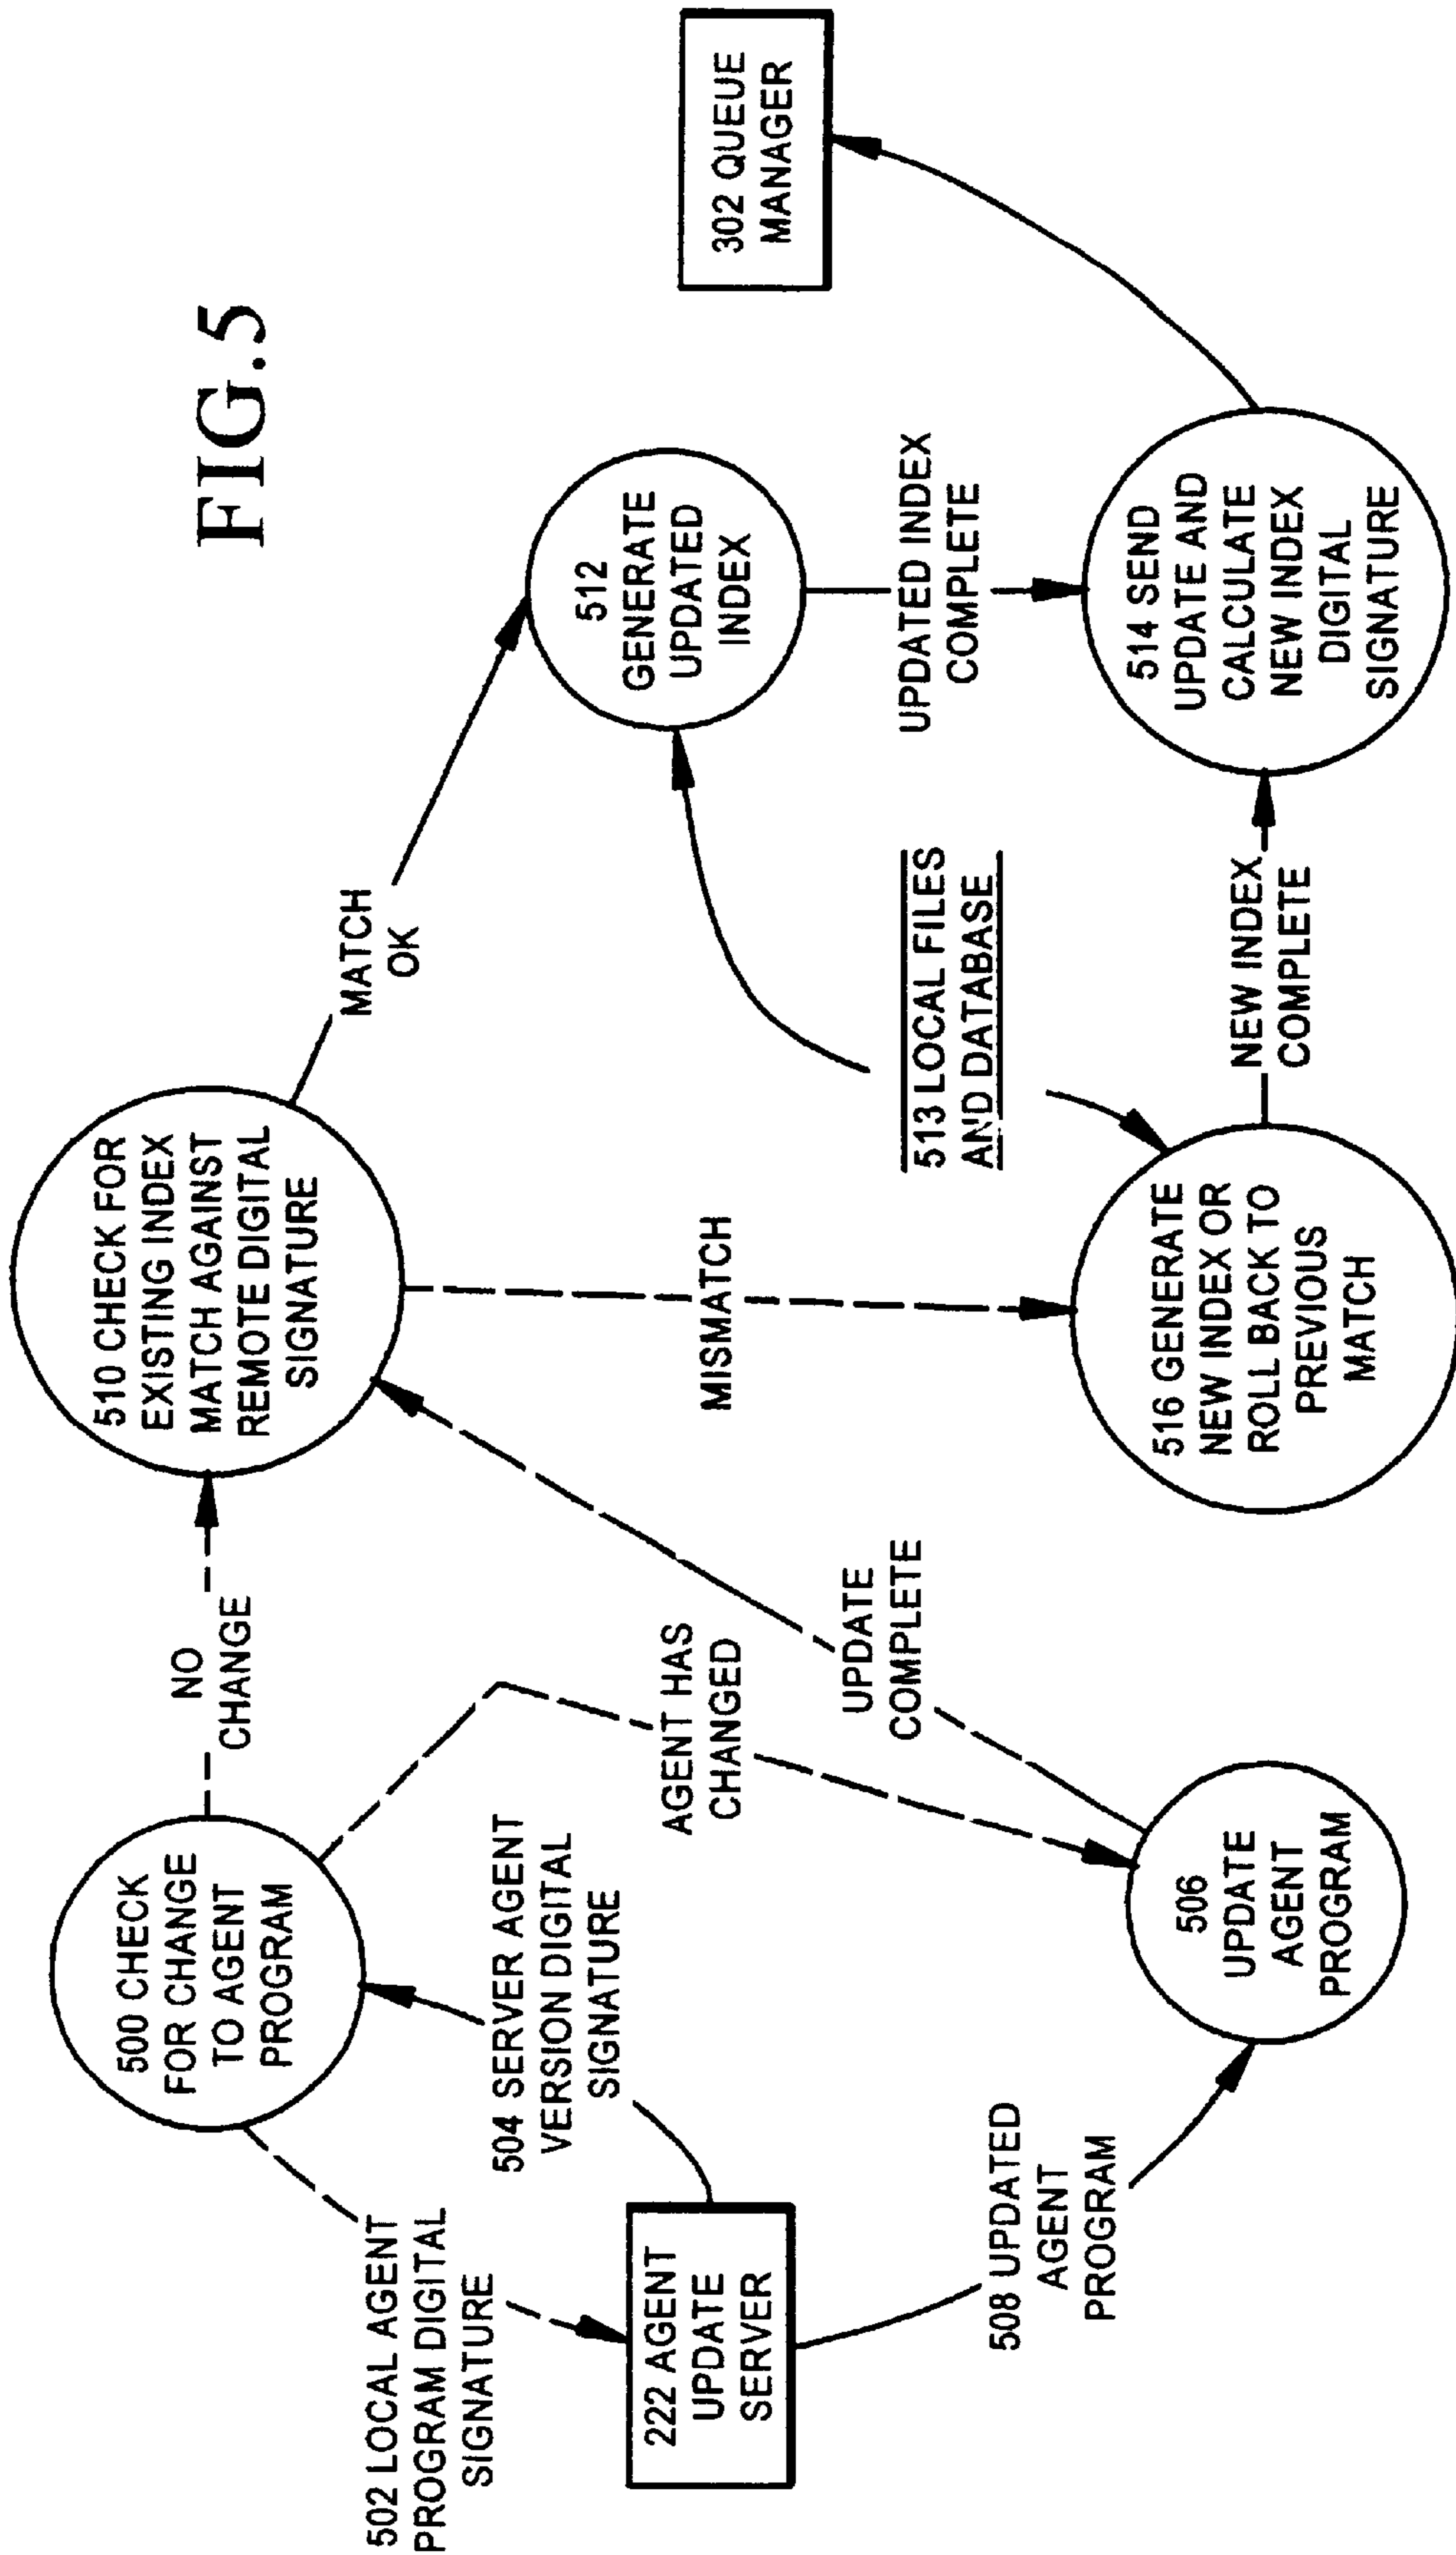 FIG.5
500 CHECK
FOR CHANGE
TO AGENT
PROGRAM
NO
CHANGE
510 CHECK FOR
EXISTING INDEX
MATCH AGAINST
REMOTE DIGITAL
SIGNATURE
MATCH
OK
502 LOCAL AGENT
PROGRAM DIGITAL
SIGNATURE
504 SERVER AGENT
VERSION DIGITAL
SIGNATURE
AGENT HAS
CHANGED
222 AGENT
UPDATE
SERVER
508 UPDATED
AGENT
PROGRAM
506
UPDATE
AGENT
PROGRAM
UPDATE
COMPLETE
MISMATCH
512
GENERATE
UPDATED
INDEX
513 LOCAL FILES
AND DATABASE
UPDATED INDEX
COMPLETE
516 GENERATE
NEW INDEX OR
ROLL BACK TO
PREVIOUS
MATCH
NEW INDEX
COMPLETE
514 SEND
UPDATE AND
CALCULATE
NEW INDEX
DIGITAL
SIGNATURE
302 QUEUE
MANAGER